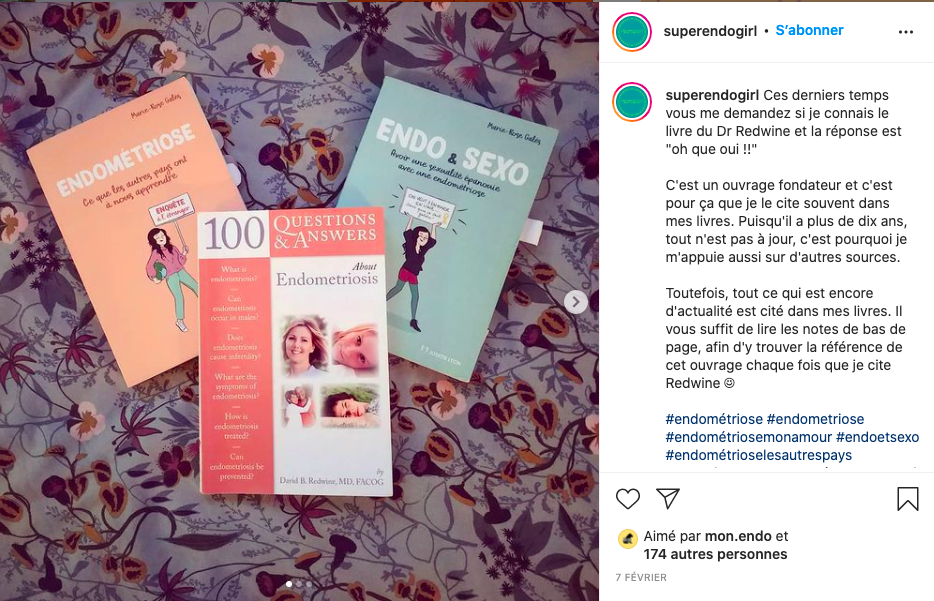 Marie-Rose Galès
ENDOMÉTRIOSE
Ce que les autres pays ont
à nous apprendre
ENQUÊTE
à l'étranger
Marie-Rose Galès
ENDO & SEXO
Avoir une sexualité épanouie
avec une endométriose
100 QUESTIONS
& ANSWERS
About
Endometriosis
What is
endometriosis?
Can
endometriosis
occur in males?
Does
endometriosis
cause infertility?
What are the
symptoms of
endometriosis?
How is
endometriosis
treated?
Can
endometriosis be
prevented?
by
David B. Redwine, MD, FACOG
superendogirl • S'abonner
superendogirl Ces derniers temps
vous me demandez si je connais le
livre du Dr Redwine et la réponse est
"oh que oui !!"
C'est un ouvrage fondateur et c'est
pour ça que je le cite souvent dans
mes livres. Puisqu'il a plus de dix ans,
tout n'est pas à jour, c'est pourquoi je
m'appuie aussi sur d'autres sources.
Toutefois, tout ce qui est encore
d'actualité est cité dans mes livres. Il
vous suffit de lire les notes de bas de
page, afin d'y trouver la référence de
cet ouvrage chaque fois que je cite
Redwine 😉
#endométriose #endometriose
#endométriosemonamour #endoetsexo
#endométrioselesautrespays
Aimé par mon.endo et
174 autres personnes
7 FÉVRIER